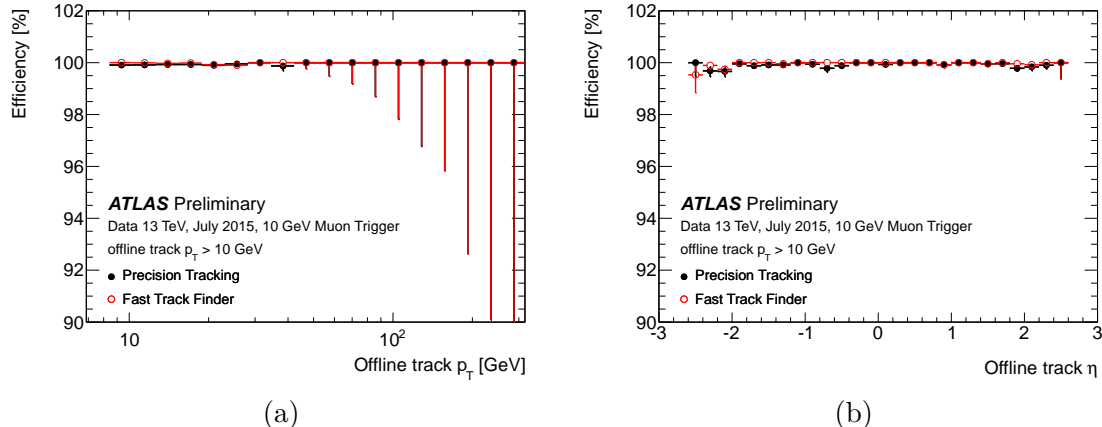 Efficiency [%]
100
98
96
94
92
90
ATLAS Preliminary
Data 13 TeV, July 2015, 10 GeV Muon Trigger
offline track p_T > 10 GeV
Precision Tracking
Fast Track Finder
10
10²
Offline track p_T [GeV]
(a)
Efficiency [%]
100
98
96
94
92
90
ATLAS Preliminary
Data 13 TeV, July 2015, 10 GeV Muon Trigger
offline track p_T > 10 GeV
Precision Tracking
Fast Track Finder
-3 -2 -1 0 1 2 3
Offline track η
(b)